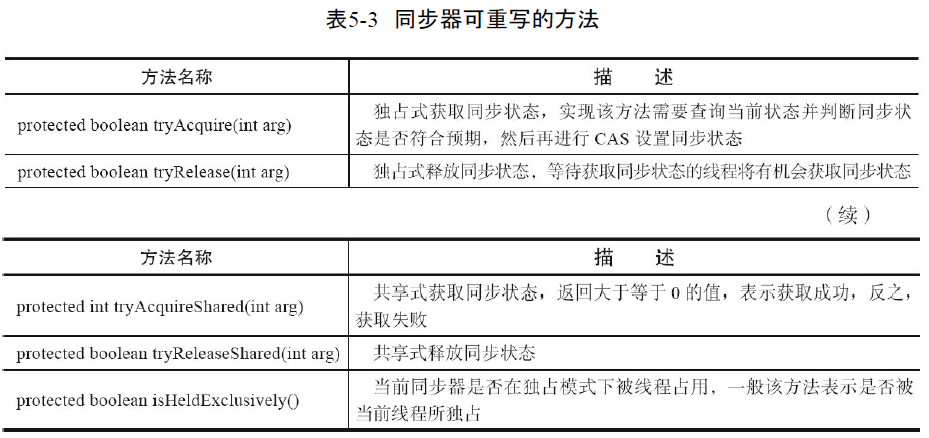 表5-3 同步器可重写的方法
方法名称 描 述
protected boolean tryAcquire(int arg) 独占式获取同步状态，实现该方法需要查询当前状态并判断同步状
态是否符合预期，然后再进行 CAS 设置同步状态
protected boolean tryRelease(int arg) 独占式释放同步状态，等待获取同步状态的线程将有机会获取同步状态
（续）
方法名称 描 述
protected int tryAcquireShared(int arg) 共享式获取同步状态，返回大于等于 0 的值，表示获取成功，反之，
获取失败
protected boolean tryReleaseShared(int arg) 共享式释放同步状态
protected boolean isHeldExclusively() 当前同步器是否在独占模式下被线程占用，一般该方法表示是否被
当前线程所独占